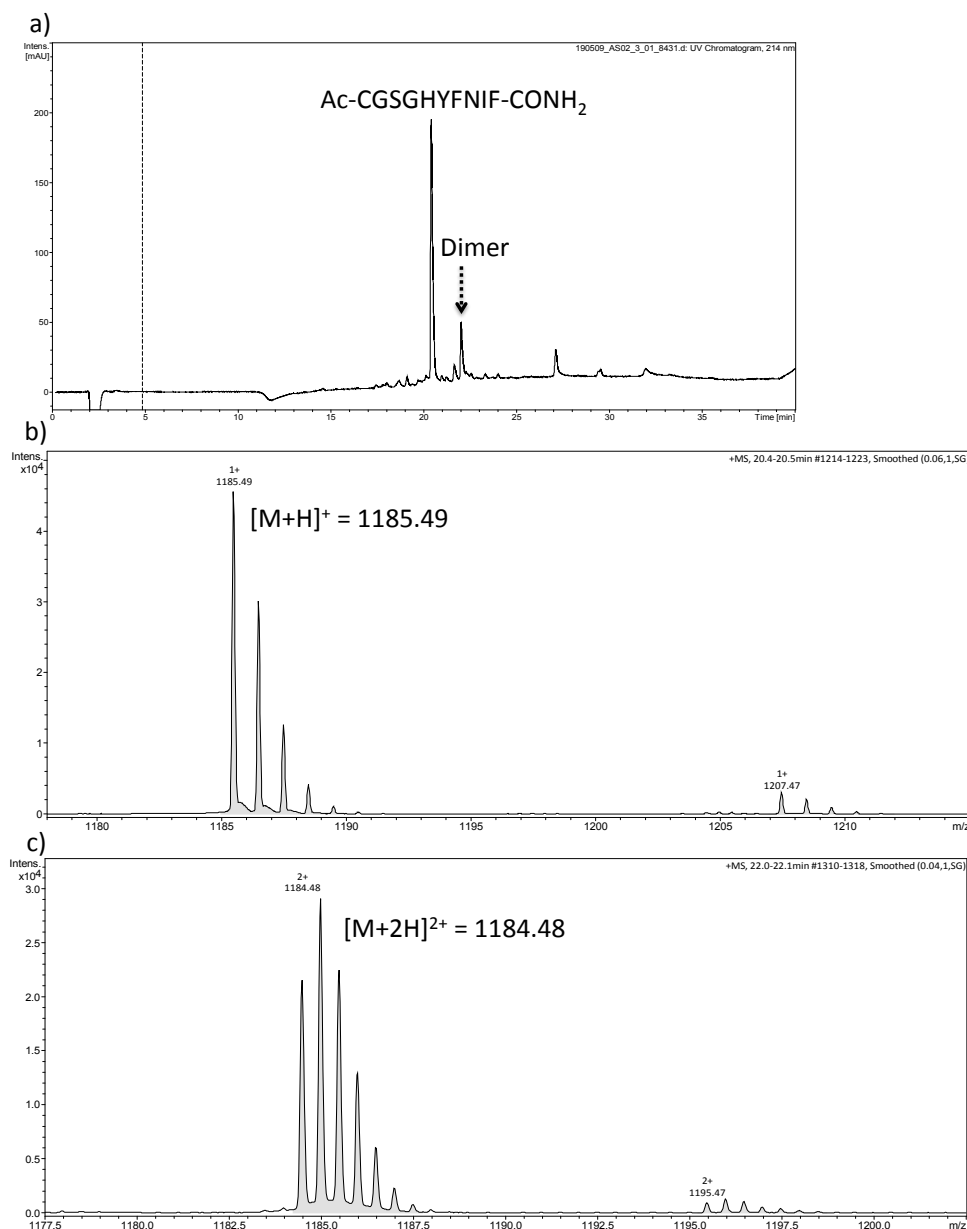 a)
Intens.
[mAU]
190509_AS02_3_01_8431.d: UV Chromatogram, 214 nm
Ac-CGSGHYFNIF-CONH2
200
150
Dimer
100
50
0
0 5 10 15 20 25 30 35 Time [min]
b)
Intens.
x10⁴
+MS, 20.4-20.5min #1214-1223, Smoothed (0.06,1,SG
1+
1185.49
[M+H]⁺ = 1185.49
4
3
2
1
1+
1207.47
0
1180 1185 1190 1195 1200 1205 1210 m/z
c)
Intens.
x10⁴
+MS, 22.0-22.1min #1310-1318, Smoothed (0.04,1,SG)
2+
1184.48
3.0
[M+2H]²⁺ = 1184.48
2.5
2.0
1.5
1.0
0.5
2+
1195.47
0.0
1177.5 1180.0 1182.5 1185.0 1187.5 1190.0 1192.5 1195.0 1197.5 1200.0 m/z